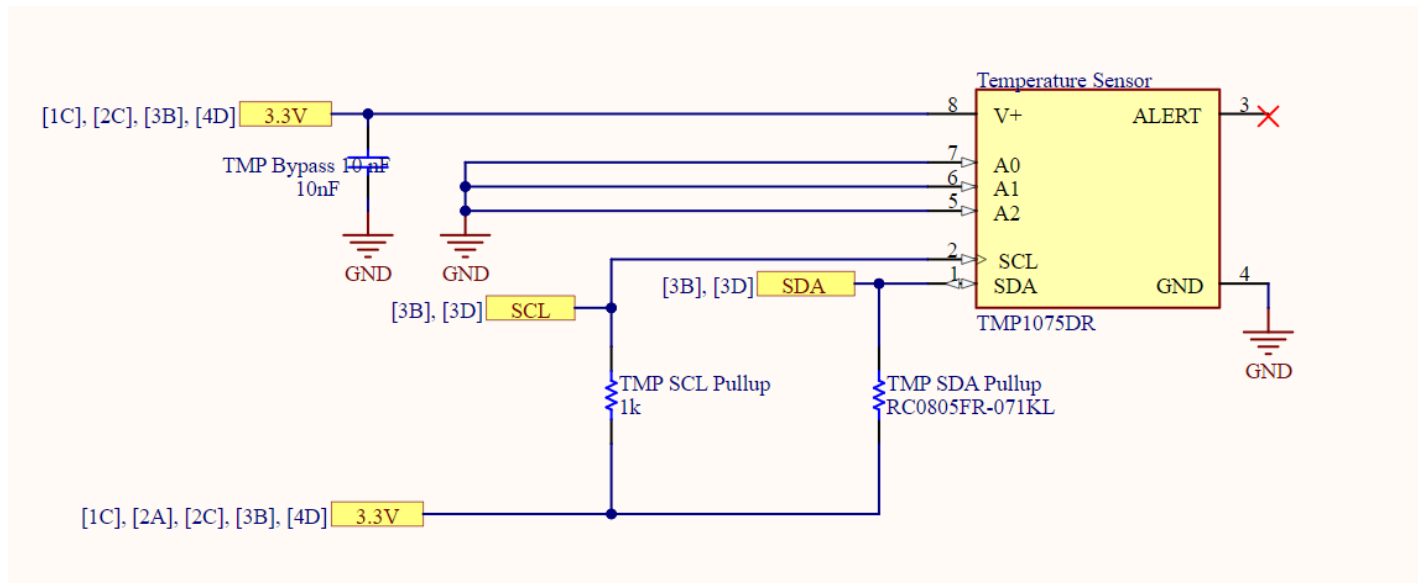 Temperature Sensor
[1C], [2C], [3B], [4D] 3.3V
8 V+ ALERT 3
TMP Bypass 10 nF
10nF
7 A0
6 A1
5 A2
GND GND
2 SCL
[3B], [3D] SDA 1 SDA GND 4
[3B], [3D] SCL
TMP1075DR
GND
TMP SCL Pullup
1k
TMP SDA Pullup
RC0805FR-071KL
[1C], [2A], [2C], [3B], [4D] 3.3V